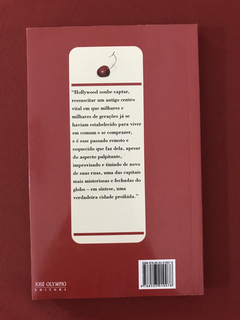 “Hollywood soube captar,
ressuscitar um antigo centro
vital em que milhares e
milhares de gerações já se
haviam estabelecido para viver
em comum e se comprazer,
e é esse passado remoto e
esquecido que faz dela, apesar do
aspecto palpitante,
improvisado e tinindo de novo
de suas ruas, uma das capitais
mais misteriosas e fechadas do
globo – em síntese, uma
verdadeira cidade proibida.”
JOSÉ OLYMPIO
EDITORA